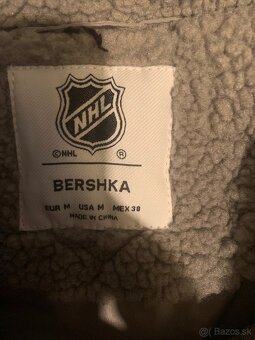 NHL
©NHL ®
BERSHKA
EUR M USA M MEX 38
MADE IN CHINA
Bazos.sk